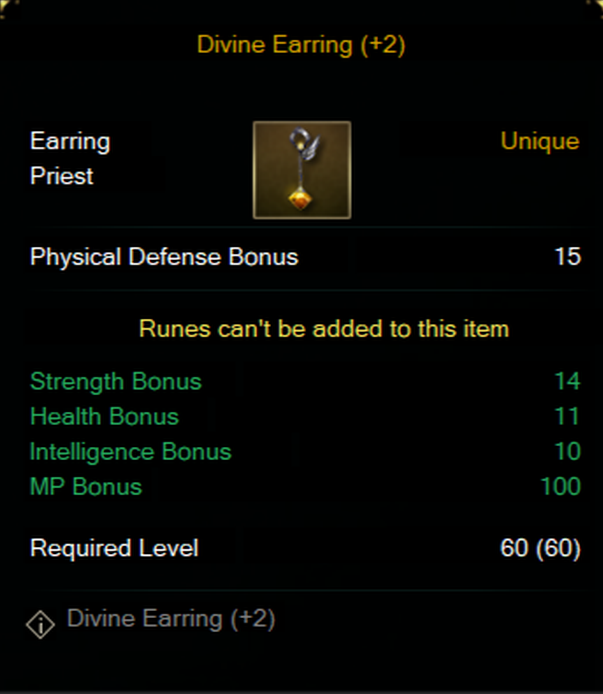 Divine Earring (+2)
Earring
Unique
Priest
Physical Defense Bonus 15
Runes can't be added to this item
Strength Bonus 14
Health Bonus 11
Intelligence Bonus 10
MP Bonus 100
Required Level 60 (60)
Divine Earring (+2)